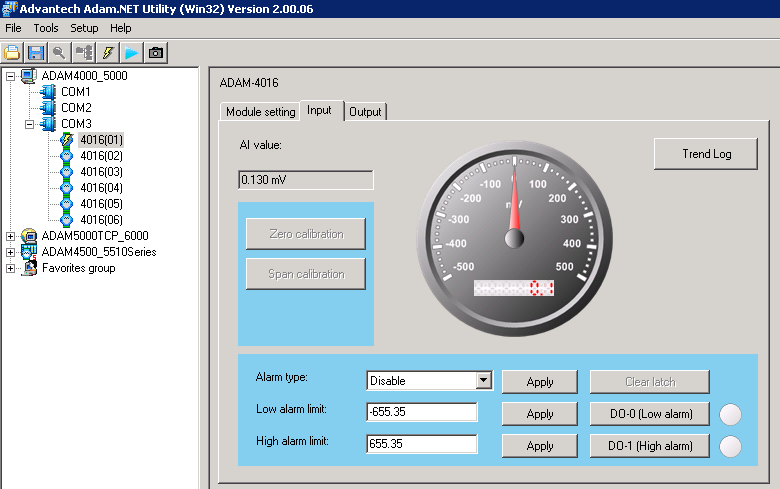 Advantech Adam.NET Utility (Win32) Version 2.00.06
File Tools Setup Help
ADAM4000_5000
COM1
COM2
COM3
4016(01)
4016(02)
4016(03)
4016(04)
4016(05)
4016(06)
ADAM5000TCP_6000
ADAM4500_5510Series
Favorites group
ADAM-4016
Module setting Input Output
AI value:
0.130 mV
Trend Log
Zero calibration
Span calibration
-500
-400
-300
-200
-100
0
100
200
300
400
500
mV
0.1
Alarm type: Disable Apply Clear latch
Low alarm limit: -655.35 Apply DO-0 (Low alarm)
High alarm limit: 655.35 Apply DO-1 (High alarm)